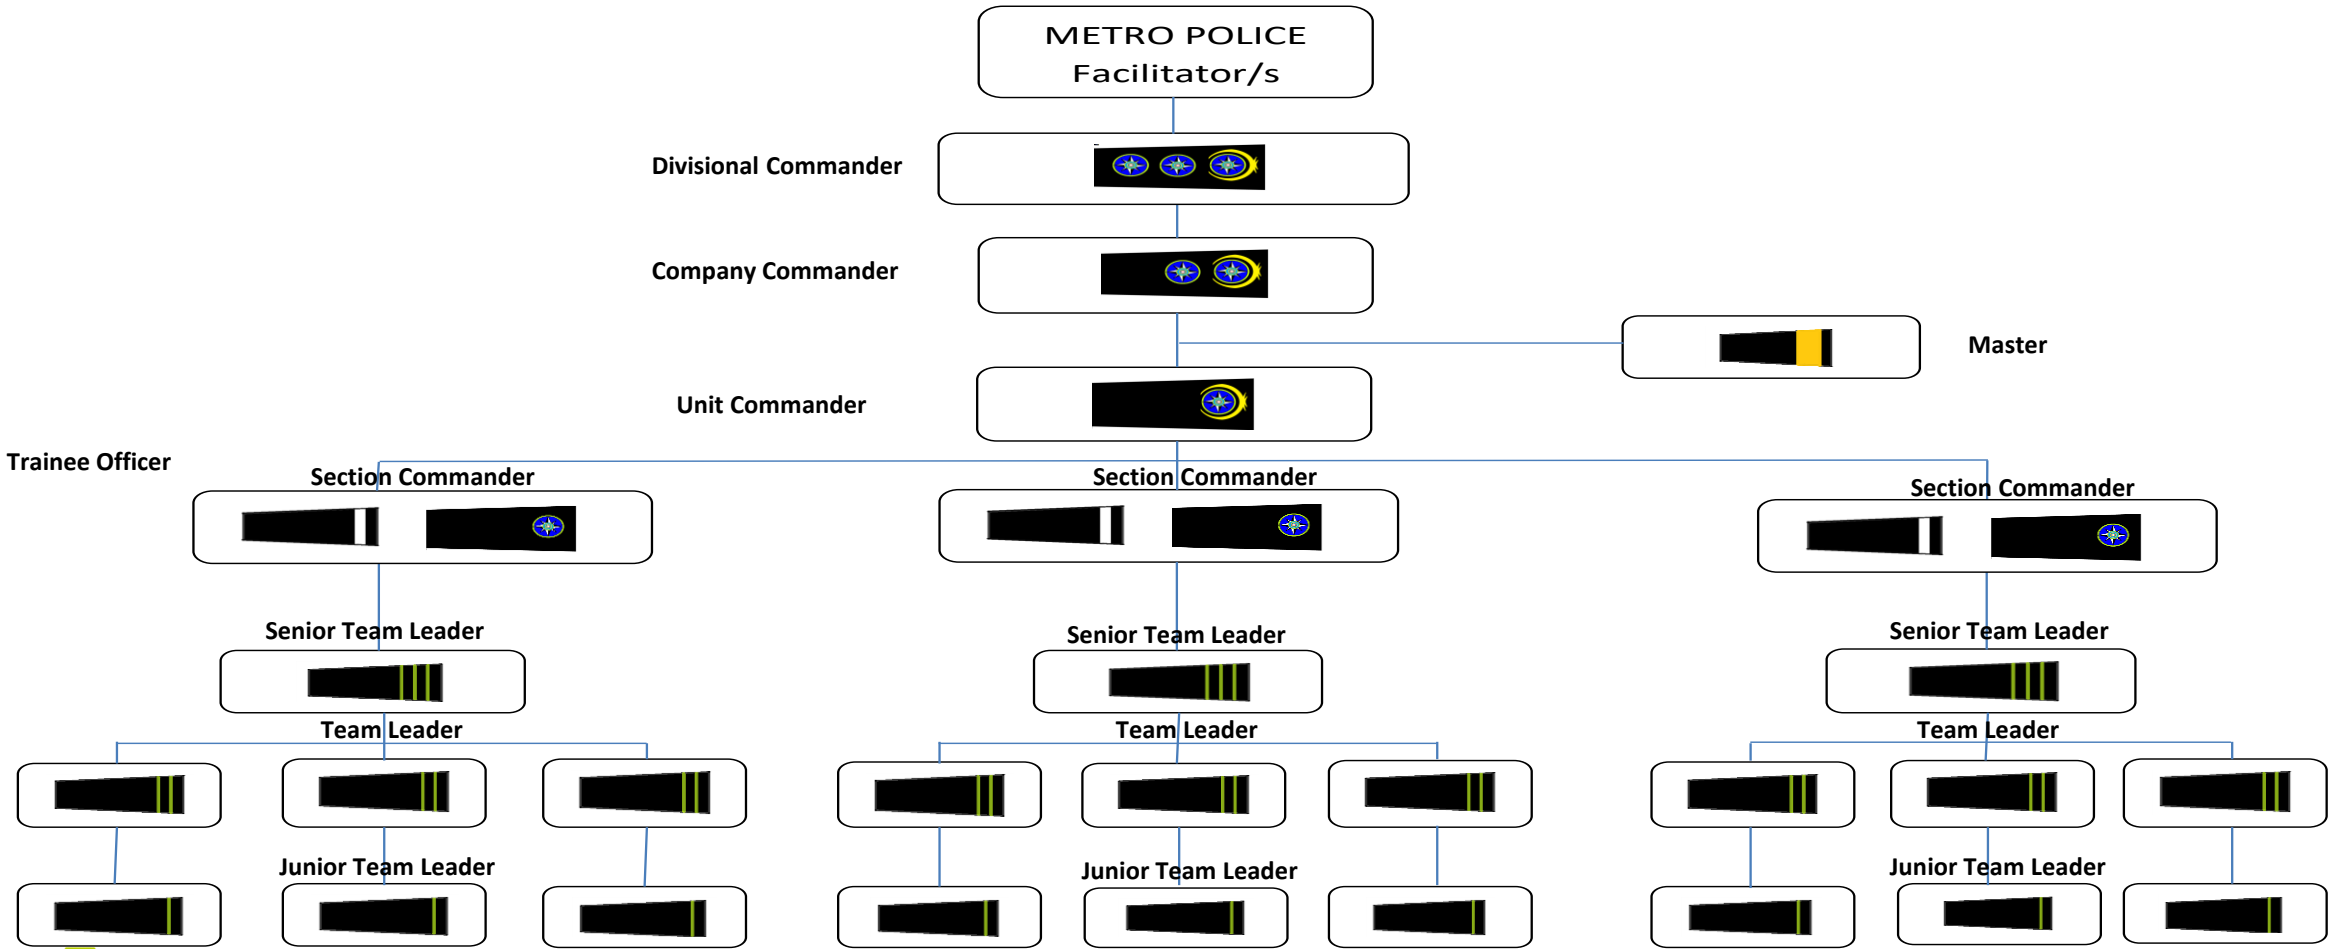 METRO POLICE
Facilitator/s
Divisional Commander
Company Commander
Master
Unit Commander
Trainee Officer
Section Commander
Section Commander
Section Commander
Senior Team Leader
Senior Team Leader
Senior Team Leader
Team Leader
Team Leader
Team Leader
Junior Team Leader
Junior Team Leader
Junior Team Leader